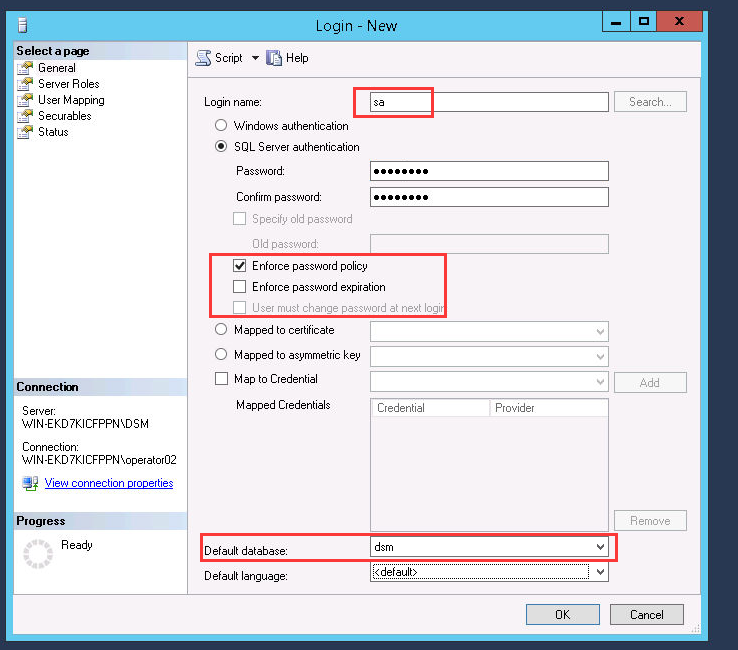 Login - New
Select a page
General
Server Roles
User Mapping
Securables
Status
Script
Help
Login name:
sa
Search...
Windows authentication
SQL Server authentication
Password:
●●●●●●●●
Confirm password:
●●●●●●●●
Specify old password
Old password:
Enforce password policy
Enforce password expiration
User must change password at next login
Mapped to certificate
Mapped to asymmetric key
Map to Credential
Add
Mapped Credentials
Credential
Provider
Remove
Default database:
dsm
Default language:
<default>
Connection
Server:
WIN-EKD7KICFPPN\DSM
Connection:
WIN-EKD7KICFPPN\operator02
View connection properties
Progress
Ready
OK
Cancel